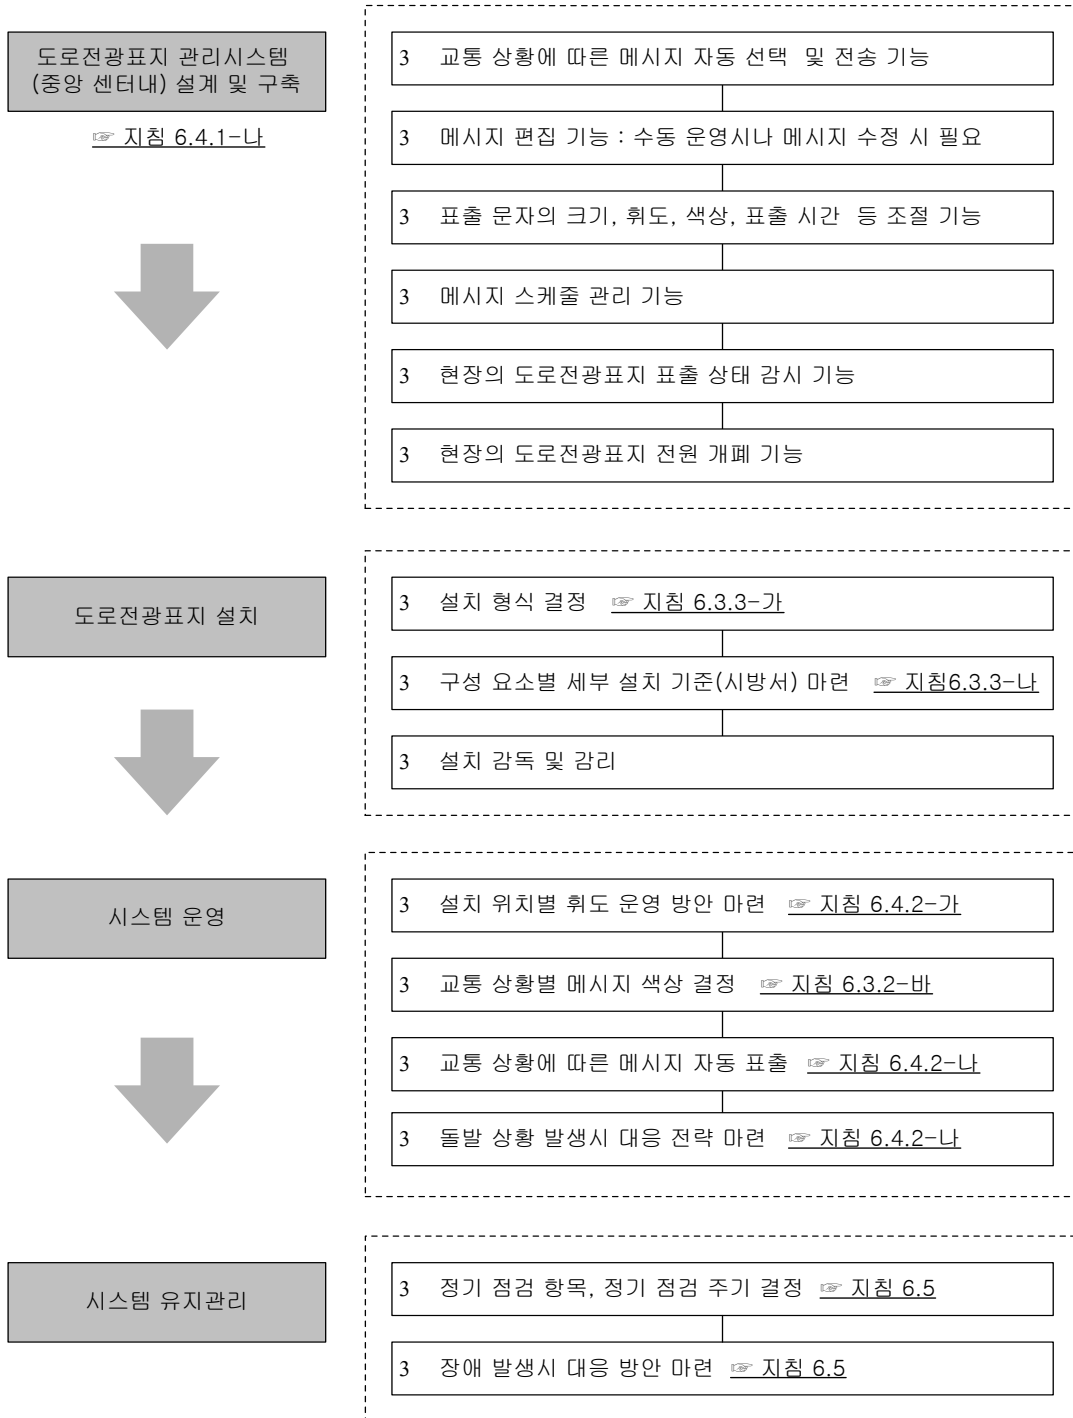 도로전광표지 관리시스템
(중앙 센터내) 설계 및 구축
☞ 지침 6.4.1-나
3 교통 상황에 따른 메시지 자동 선택 및 전송 기능
3 메시지 편집 기능 : 수동 운영시나 메시지 수정 시 필요
3 표출 문자의 크기, 휘도, 색상, 표출 시간 등 조절 기능
3 메시지 스케줄 관리 기능
3 현장의 도로전광표지 표출 상태 감시 기능
3 현장의 도로전광표지 전원 개폐 기능
도로전광표지 설치
3 설치 형식 결정 ☞ 지침 6.3.3-가
3 구성 요소별 세부 설치 기준(시방서) 마련 ☞ 지침6.3.3-나
3 설치 감독 및 감리
시스템 운영
3 설치 위치별 휘도 운영 방안 마련 ☞ 지침 6.4.2-가
3 교통 상황별 메시지 색상 결정 ☞ 지침 6.3.2-바
3 교통 상황에 따른 메시지 자동 표출 ☞ 지침 6.4.2-나
3 돌발 상황 발생시 대응 전략 마련 ☞ 지침 6.4.2-나
시스템 유지관리
3 정기 점검 항목, 정기 점검 주기 결정 ☞ 지침 6.5
3 장애 발생시 대응 방안 마련 ☞ 지침 6.5